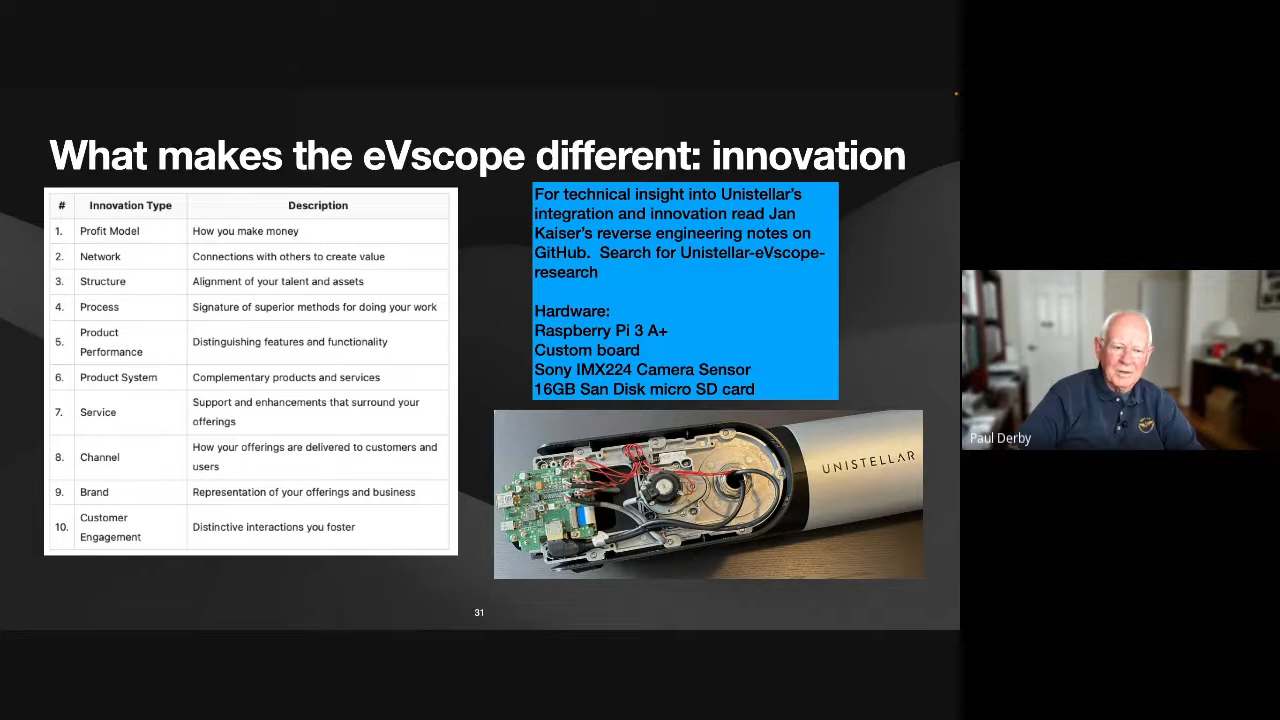 What makes the eVscope different: innovation
# Innovation Type Description
1. Profit Model How you make money
2. Network Connections with others to create value
3. Structure Alignment of your talent and assets
4. Process Signature of superior methods for doing your work
5. Product Performance Distinguishing features and functionality
6. Product System Complementary products and services
7. Service Support and enhancements that surround your offerings
8. Channel How your offerings are delivered to customers and users
9. Brand Representation of your offerings and business
10. Customer Engagement Distinctive interactions you foster
For technical insight into Unistellar's
integration and innovation read Jan
Kaiser's reverse engineering notes on
GitHub. Search for Unistellar-eVscope-
research
Hardware:
Raspberry Pi 3 A+
Custom board
Sony IMX224 Camera Sensor
16GB San Disk micro SD card
UNISTELLAR
31
Paul Derby